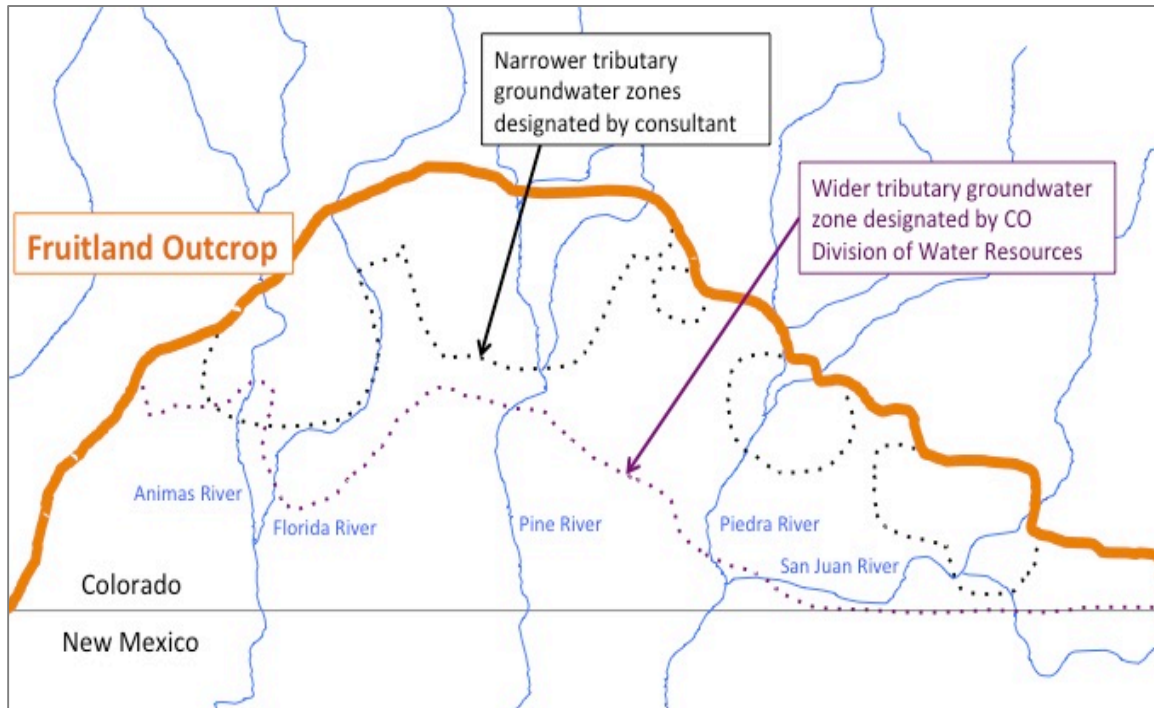 Narrower tributary
groundwater zones
designated by consultant
Wider tributary groundwater
zone designated by CO
Division of Water Resources
Fruitland Outcrop
Animas River
Florida River
Pine River
Piedra River
San Juan River
Colorado
New Mexico